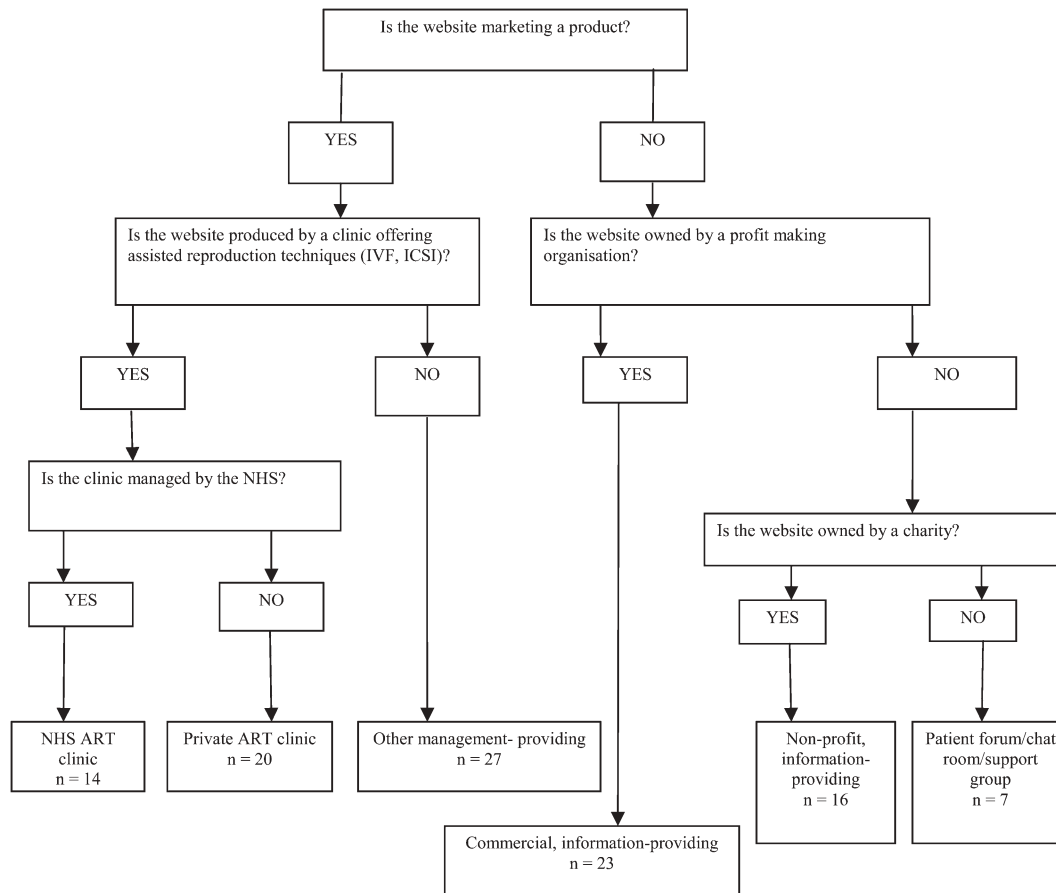 Is the website marketing a product?
YES
NO
Is the website produced by a clinic offering
assisted reproduction techniques (IVF, ICSI)?
Is the website owned by a profit making
organisation?
YES
NO
YES
NO
Is the clinic managed by the NHS?
Is the website owned by a charity?
YES
NO
YES
NO
NHS ART
clinic
n = 14
Private ART clinic
n = 20
Other management- providing
n = 27
Non-profit,
information-
providing
n = 16
Patient forum/chat
room/support
group
n = 7
Commercial, information-providing
n = 23